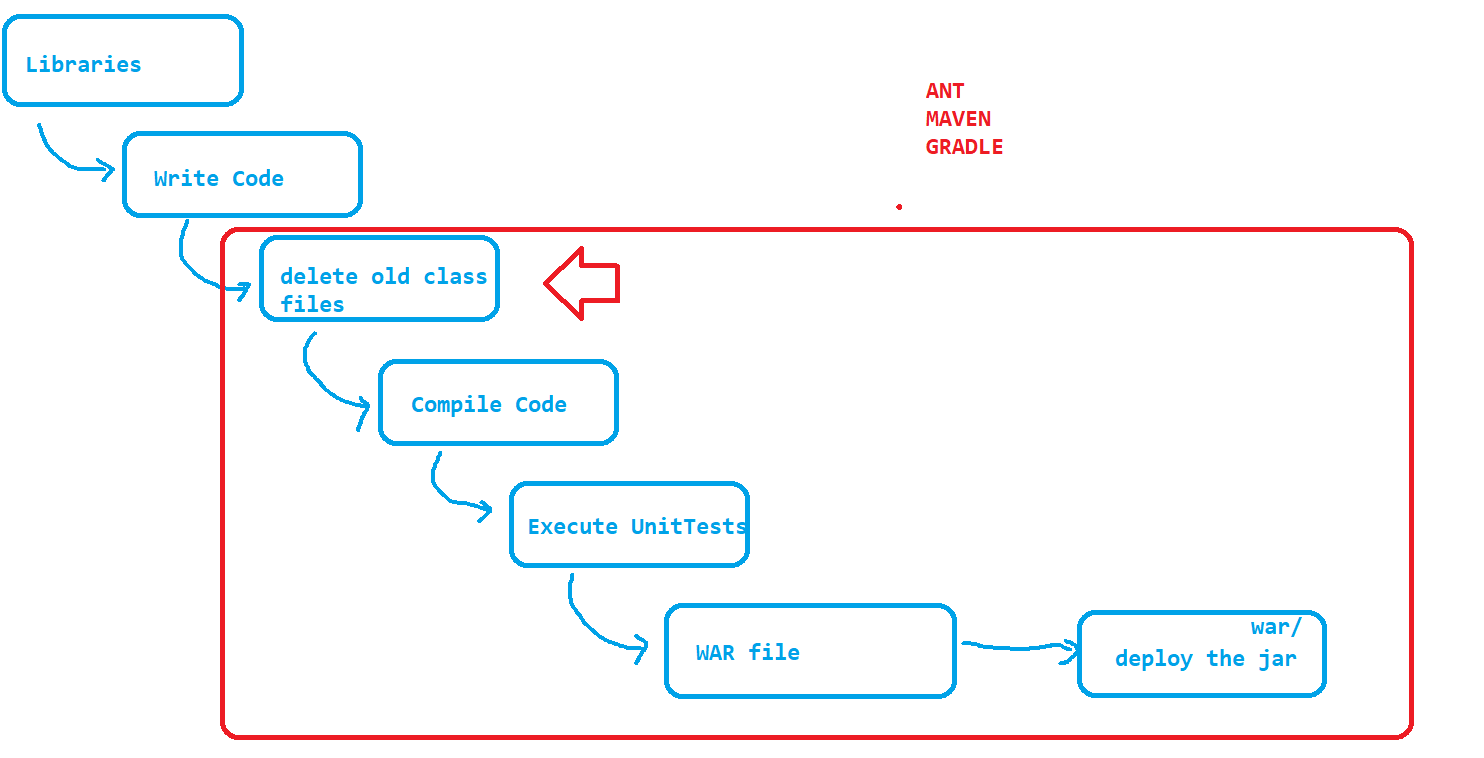 Libraries
ANT
MAVEN
GRADLE
Write Code
delete old class
files
Compile Code
Execute UnitTests
WAR file
war/
deploy the jar